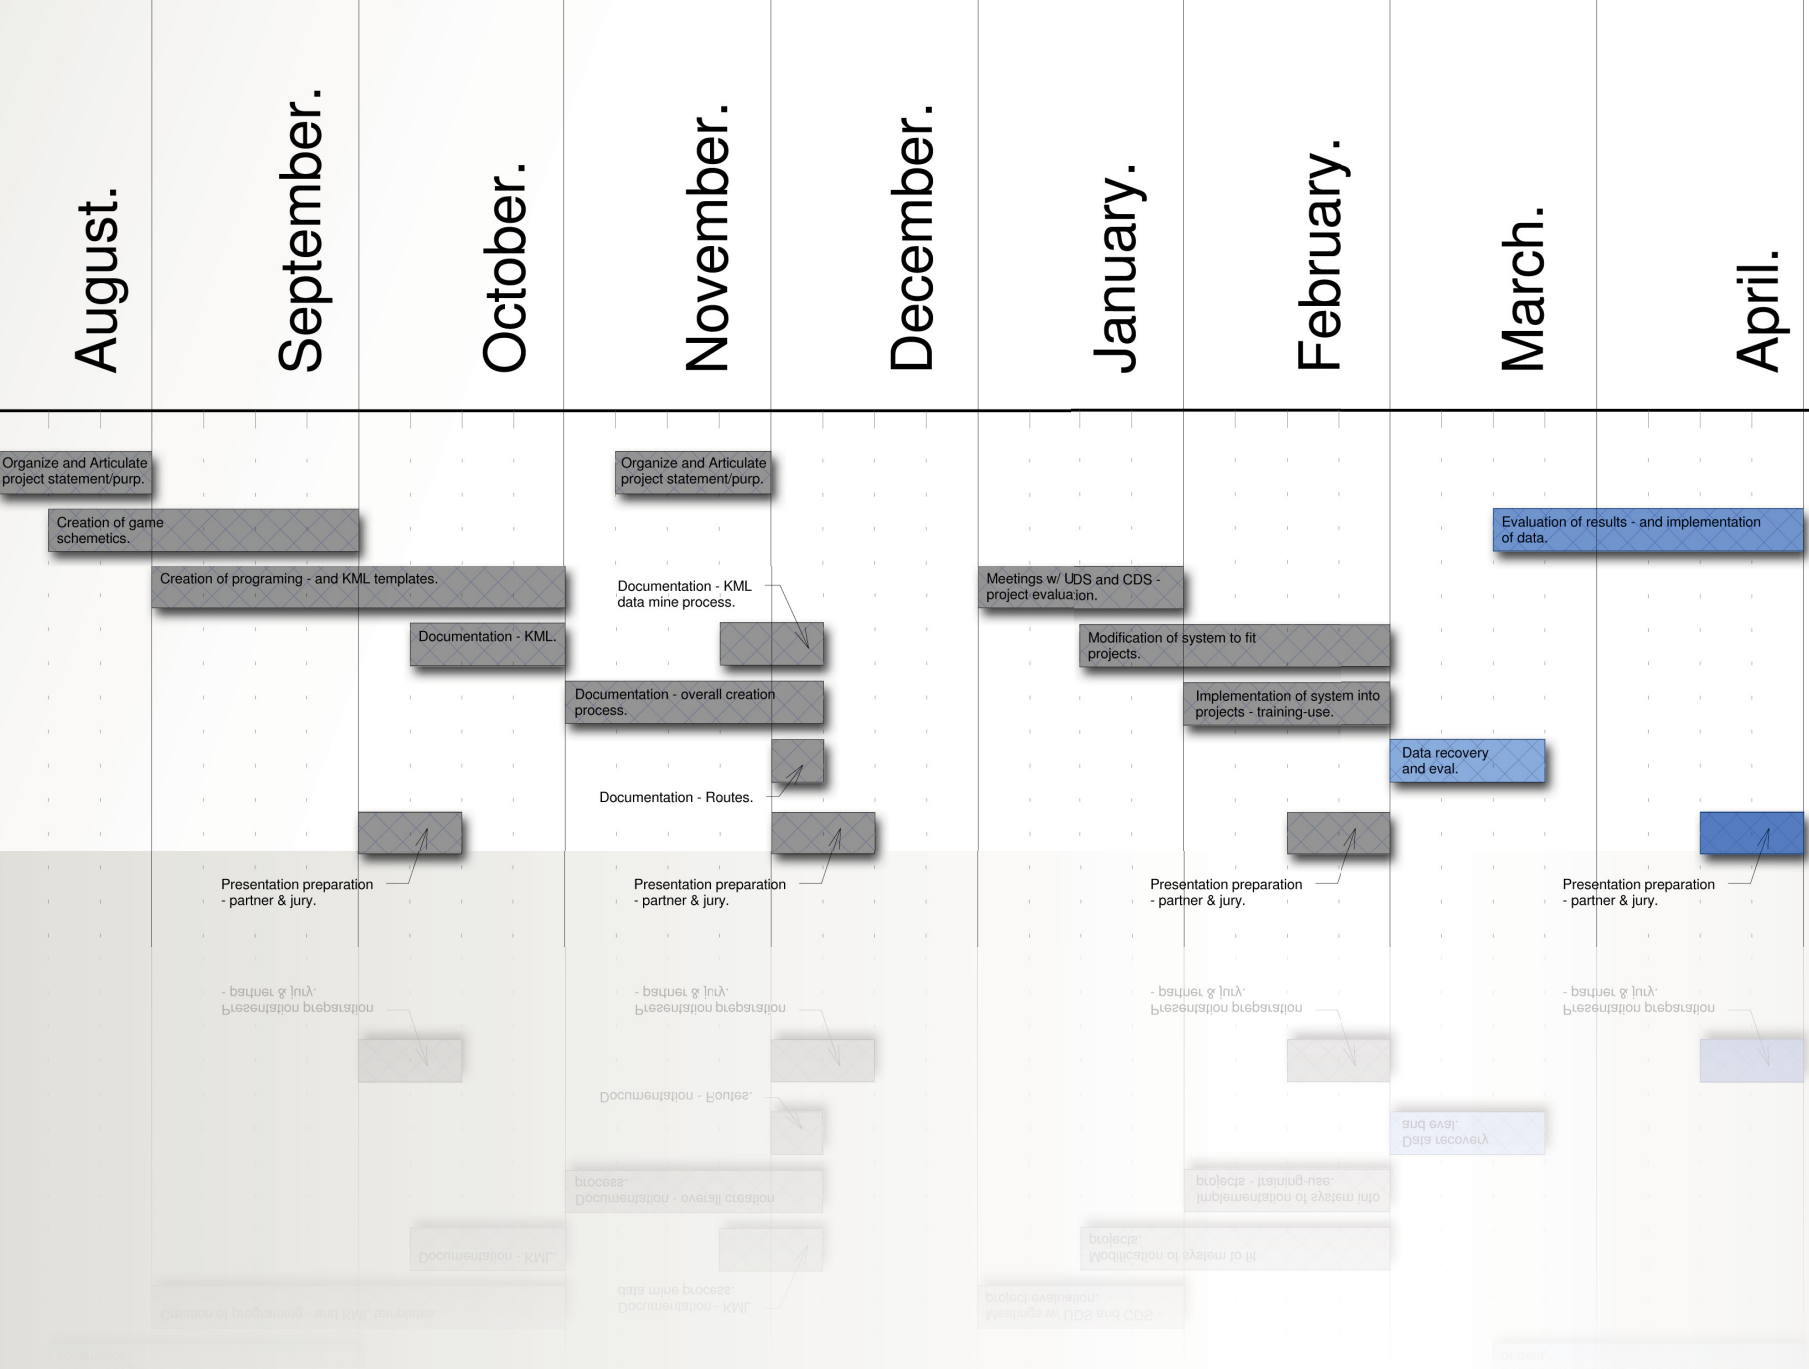 August.
September.
October.
November.
December.
January.
February.
March.
April.
Organize and Articulate
project statement/purp.
Organize and Articulate
project statement/purp.
Creation of game
schemetics.
Evaluation of results - and implementation
of data.
Creation of programing - and KML templates.
Documentation - KML
data mine process.
Meetings w/ UDS and CDS -
project evaluation.
Documentation - KML.
Modification of system to fit
projects.
Documentation - overall creation
process.
Implementation of system into
projects - training-use.
Data recovery
and eval.
Documentation - Routes.
Presentation preparation
- partner & jury.
Presentation preparation
- partner & jury.
Presentation preparation
- partner & jury.
Presentation preparation
- partner & jury.